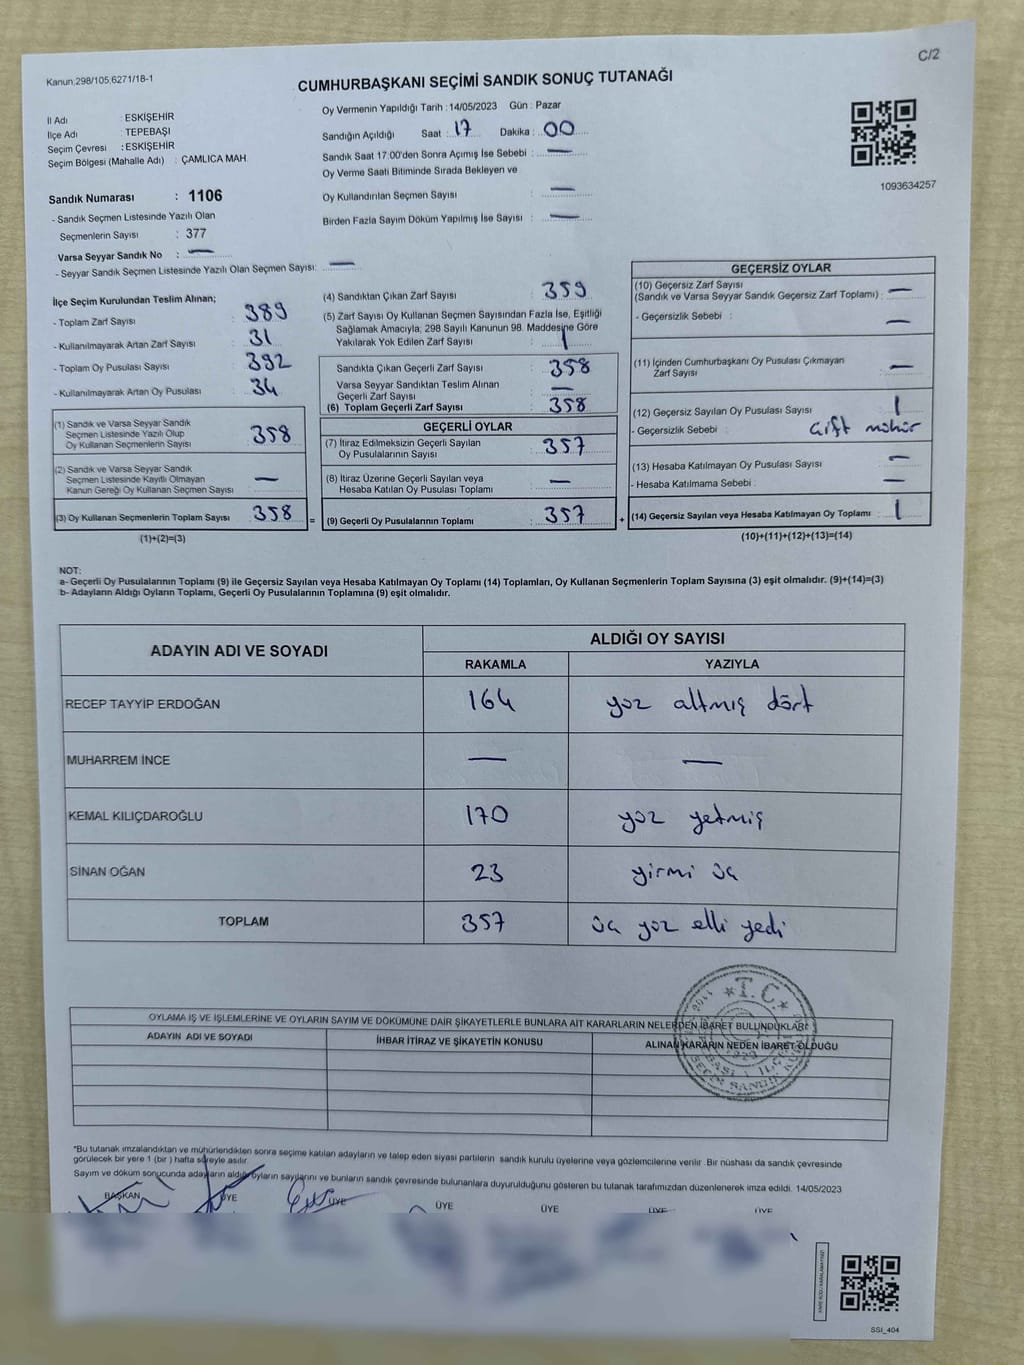 C/2
Kanun:298/105.6271/18-1
CUMHURBAŞKANI SEÇİMİ SANDIK SONUÇ TUTANAĞI
İl Adı : ESKİŞEHİR
İlçe Adı : TEPEBAŞI
Seçim Çevresi : ESKİŞEHİR
Seçim Bölgesi (Mahalle Adı) : ÇAMLICA MAH.
Sandık Numarası : 1106
- Sandık Seçmen Listesinde Yazılı Olan
Seçmenlerin Sayısı : 377
Varsa Seyyar Sandık No : —
- Seyyar Sandık Seçmen Listesinde Yazılı Olan Seçmen Sayısı: —
Oy Vermenin Yapıldığı Tarih : 14/05/2023 Gün : Pazar
Sandığın Açıldığı Saat : 17 Dakika : 00
Sandık Saat 17:00'den Sonra Açımış İse Sebebi : —
Oy Verme Saati Bitiminde Sırada Bekleyen ve
Oy Kullandırılan Seçmen Sayısı : —
Birden Fazla Sayım Döküm Yapılmış İse Sayısı : —
1093634257
İlçe Seçim Kurulundan Teslim Alınan;
- Toplam Zarf Sayısı : 389
- Kullanılmayarak Artan Zarf Sayısı : 31
- Toplam Oy Pusulası Sayısı : 392
- Kullanılmayarak Artan Oy Pusulası : 34
(1) Sandık ve Varsa Seyyar Sandık
Seçmen Listesinde Yazılı Olup
Oy Kullanan Seçmenlerin Sayısı : 358
(2) Sandık ve Varsa Seyyar Sandık
Seçmen Listesinde Kayıtlı Olmayan
Kanun Gereği Oy Kullanan Seçmen Sayısı : —
(3) Oy Kullanan Seçmenlerin Toplam Sayısı : 358
(1)+(2)=(3)
(4) Sandıktan Çıkan Zarf Sayısı : 359
(5) Zarf Sayısı Oy Kullanan Seçmen Sayısından Fazla İse, Eşitliği
Sağlamak Amacıyla; 298 Sayılı Kanunun 98. Maddesine Göre
Yakılarak Yok Edilen Zarf Sayısı : 1
Sandıkta Çıkan Geçerli Zarf Sayısı : 358
Varsa Seyyar Sandıktan Teslim Alınan
Geçerli Zarf Sayısı : —
(6) Toplam Geçerli Zarf Sayısı : 358
GEÇERLİ OYLAR
(7) İtiraz Edilmeksizin Geçerli Sayılan
Oy Pusulalarının Sayısı : 357
(8) İtiraz Üzerine Geçerli Sayılan veya
Hesaba Katılan Oy Pusulası Toplamı : —
= (9) Geçerli Oy Pusulalarının Toplamı : 357 +
GEÇERSİZ OYLAR
(10) Geçersiz Zarf Sayısı
(Sandık ve Varsa Seyyar Sandık Geçersiz Zarf Toplamı) : —
- Geçersizlik Sebebi : —
(11) İçinden Cumhurbaşkanı Oy Pusulası Çıkmayan
Zarf Sayısı : —
(12) Geçersiz Sayılan Oy Pusulası Sayısı : 1
- Geçersizlik Sebebi : Çift mühür
(13) Hesaba Katılmayan Oy Pusulası Sayısı : —
- Hesaba Katılmama Sebebi : —
(14) Geçersiz Sayılan veya Hesaba Katılmayan Oy Toplamı : 1
(10)+(11)+(12)+(13)=(14)
NOT:
a- Geçerli Oy Pusulalarının Toplamı (9) ile Geçersiz Sayılan veya Hesaba Katılmayan Oy Toplamı (14) Toplamları, Oy Kullanan Seçmenlerin Toplam Sayısına (3) eşit olmalıdır. (9)+(14)=(3)
b- Adayların Aldığı Oyların Toplamı, Geçerli Oy Pusulalarının Toplamına (9) eşit olmalıdır.
ADAYIN ADI VE SOYADI ALDIĞI OY SAYISI
RAKAMLA YAZIYLA
RECEP TAYYİP ERDOĞAN 164 yüz altmış dört
MUHARREM İNCE — —
KEMAL KILIÇDAROĞLU 170 yüz yetmiş
SİNAN OĞAN 23 yirmi üç
TOPLAM 357 üç yüz elli yedi
OYLAMA İŞ VE İŞLEMLERİNE VE OYLARIN SAYIM VE DÖKÜMÜNE DAİR ŞİKAYETLERLE BUNLARA AİT KARARLARIN NELERDEN İBARET BULUNDUKLARI
ADAYIN ADI VE SOYADI İHBAR İTİRAZ VE ŞİKAYETİN KONUSU ALINAN KARARIN NEDEN İBARET OLDUĞU
T.C.
*Bu tutanak imzalandıktan ve mühürlendikten sonra seçime katılan adayların ve talep eden siyasi partilerin sandık kurulu üyelerine veya gözlemcilerine verilir. Bir nüshası da sandık çevresinde
görülecek bir yere 1 (bir) hafta süreyle asılır.
Sayım ve döküm sonucunda adayların aldığı oyların sayılarını ve bunların sandık çevresinde bulunanlara duyurulduğunu gösteren bu tutanak tarafımızdan düzenlenerek imza edildi. 14/05/2023
BAŞKAN ÜYE ÜYE ÜYE ÜYE ÜYE ÜYE
SSI_404